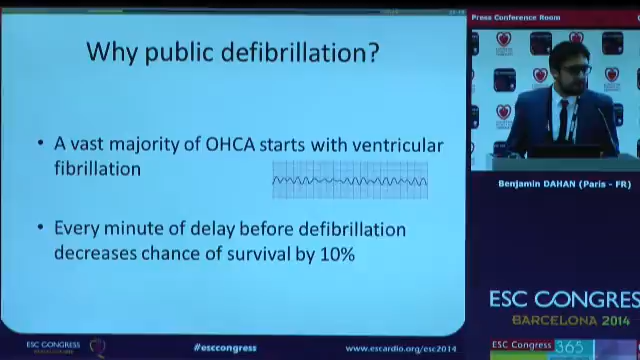 Press Conference Room
Why public defibrillation?
• A vast majority of OHCA starts with ventricular
fibrillation
• Every minute of delay before defibrillation
decreases chance of survival by 10%
Benjamin DAHAN (Paris - FR)
ESC CONGRES
BARCELONA 2014
ESC CONGRESS
#esccongress
www.escardio.org/esc2014
ESC Congress
365